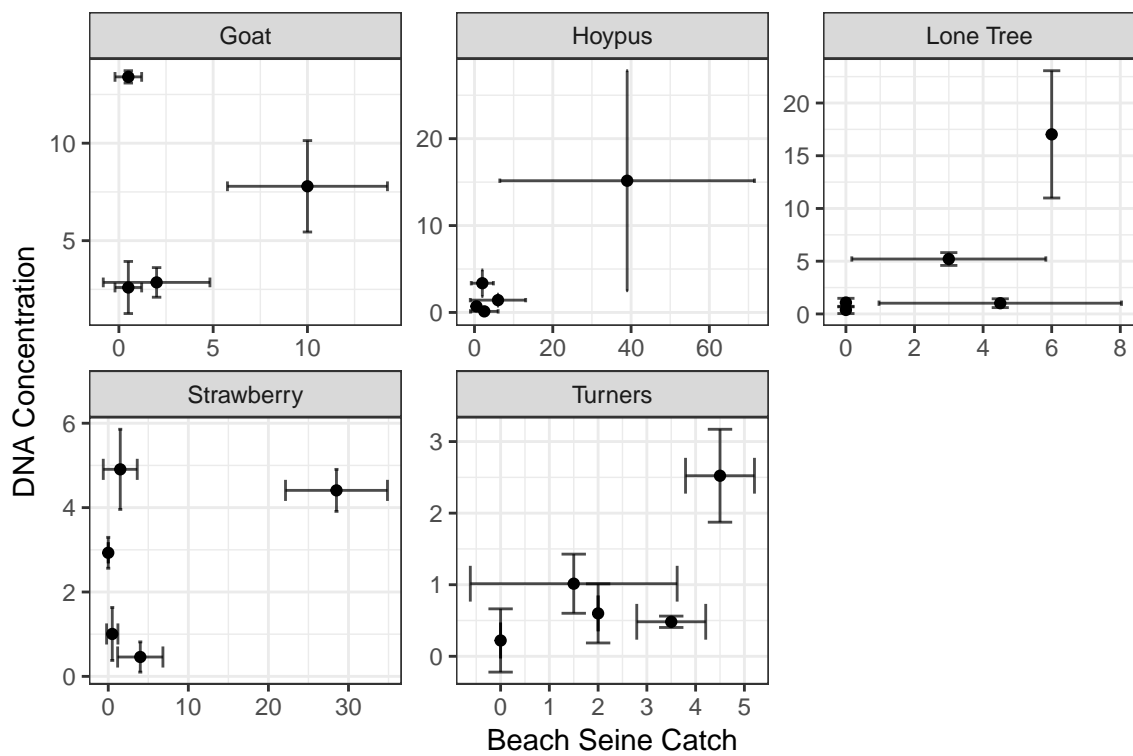 Goat
Hoypus
Lone Tree
10
5
0 5 10
20
10
0
0 20 40 60
20
15
10
5
0
0 2 4 6 8
Strawberry
Turners
6
4
2
0
0 10 20 30
3
2
1
0
0 1 2 3 4 5
DNA Concentration
Beach Seine Catch